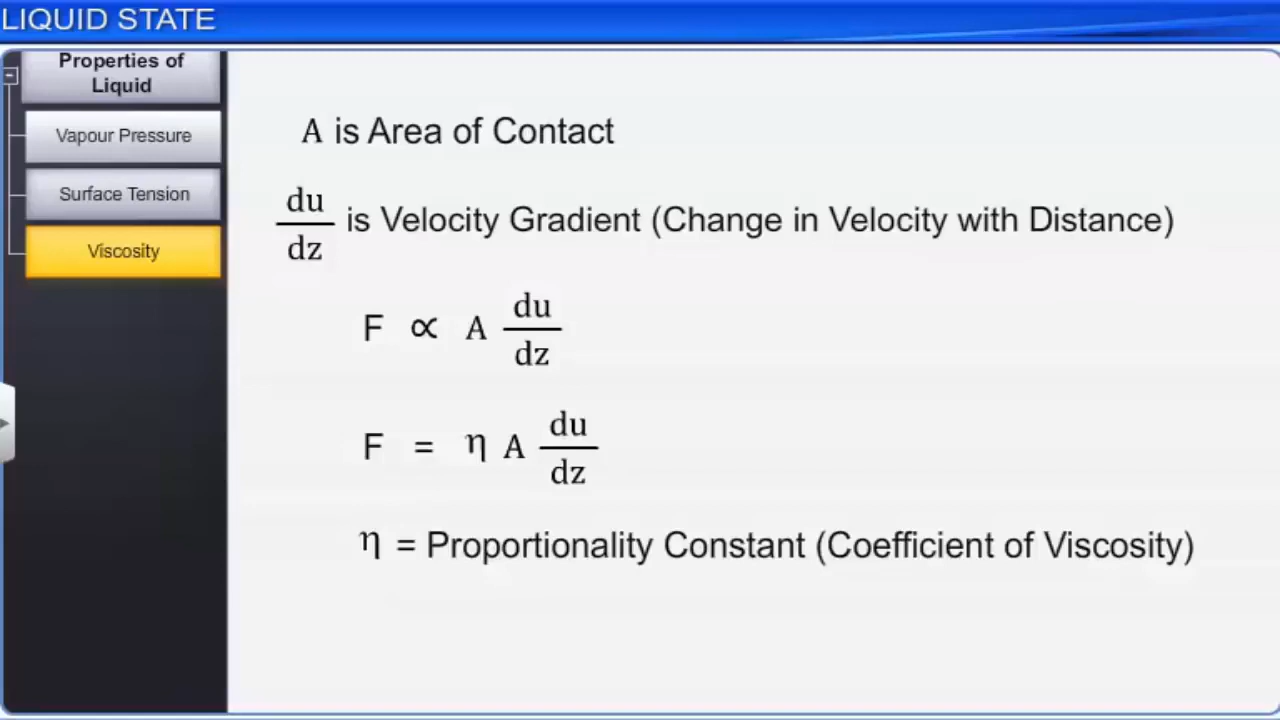 LIQUID STATE
Properties of
Liquid
Vapour Pressure
Surface Tension
Viscosity
A is Area of Contact
du/dz is Velocity Gradient (Change in Velocity with Distance)
F ∝ A du/dz
F = η A du/dz
η = Proportionality Constant (Coefficient of Viscosity)